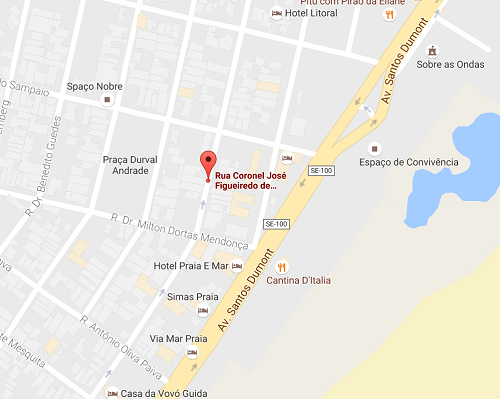 Pitú com Pirão da Eliane
Hotel Litoral
Av. Santos Dumont
Sobre as Ondas
Sampaio
Spaço Nobre
R. Dr. Benedito Guedes
Praça Durval
Andrade
Espaço de Convivência
SE-100
Rua Coronel José
Figueiredo de...
R. Dr. Milton Dortas Mendonça
SE-100
Hotel Praia E Mar
Cantina D'Italia
Av. Santos Dumont
Simas Praia
R. Antônio Oliva Paiva
Via Mar Praia
de Mesquita
Casa da Vovó Guida